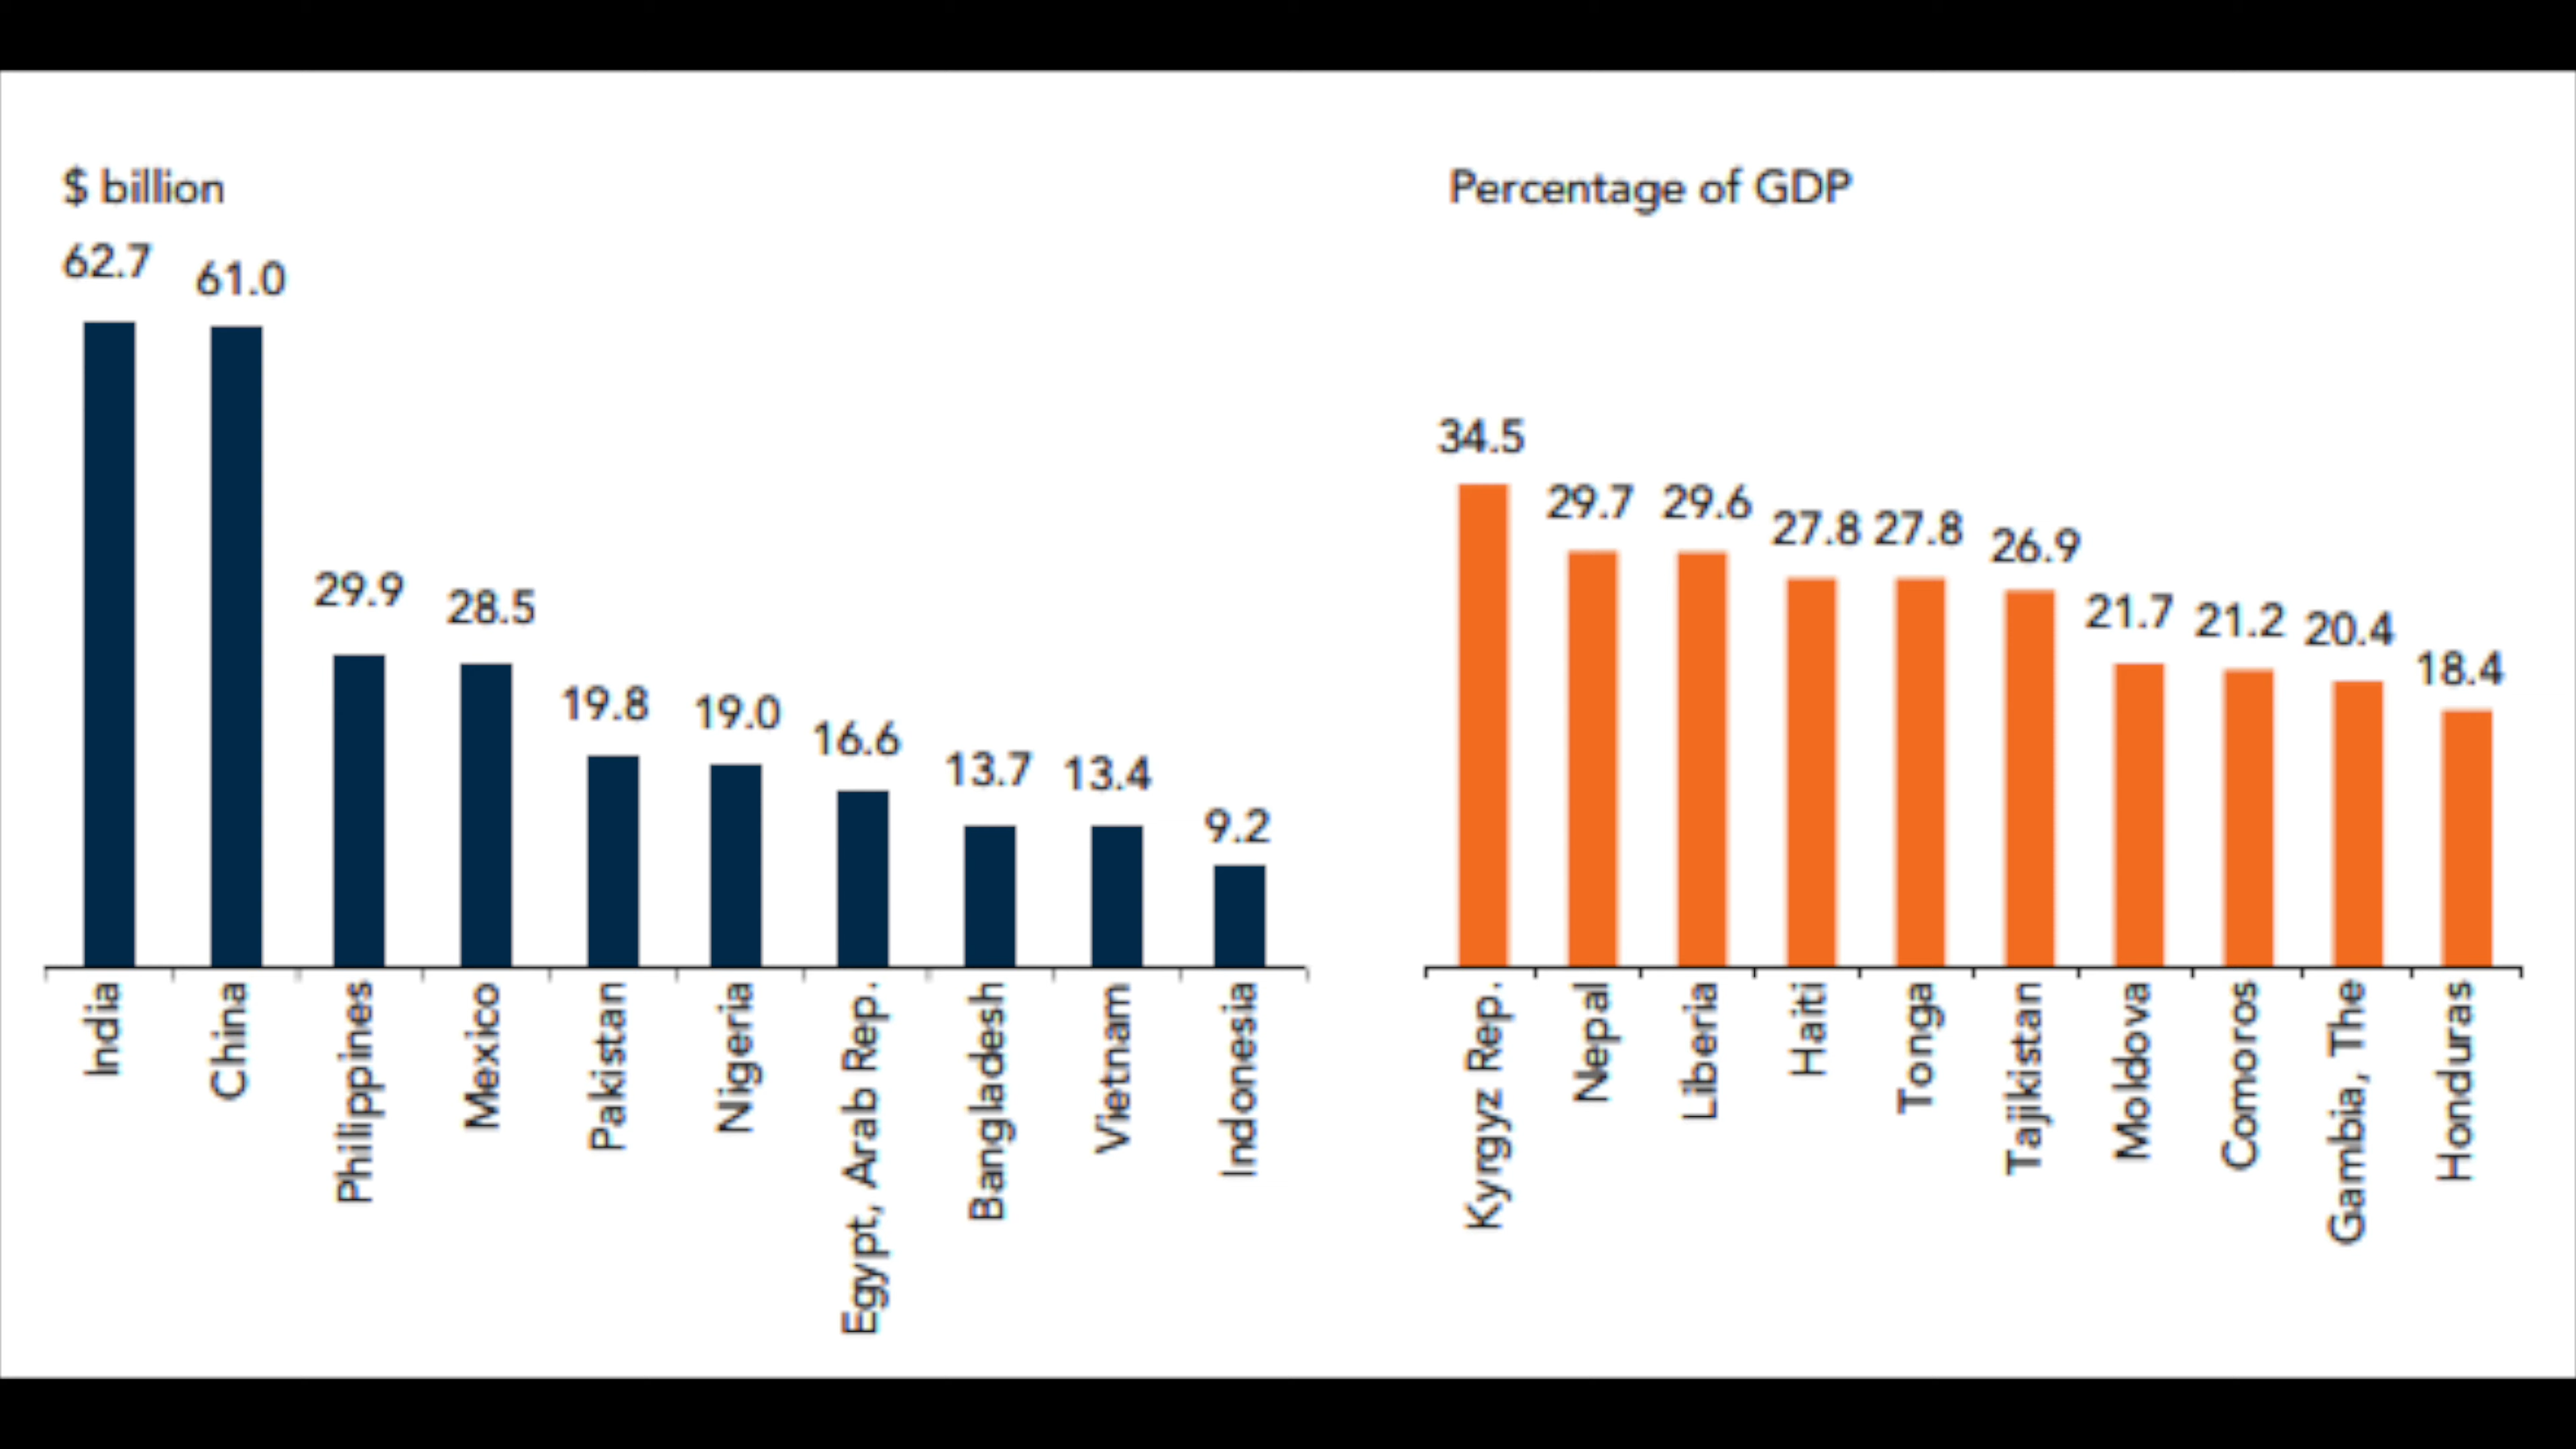 $ billion
62.7
61.0
29.9
28.5
19.8
19.0
16.6
13.7
13.4
9.2
India
China
Philippines
Mexico
Pakistan
Nigeria
Egypt, Arab Rep.
Bangladesh
Vietnam
Indonesia
Percentage of GDP
34.5
29.7
29.6
27.8
27.8
26.9
21.7
21.2
20.4
18.4
Kyrgyz Rep.
Nepal
Liberia
Haiti
Tonga
Tajikistan
Moldova
Comoros
Gambia, The
Honduras